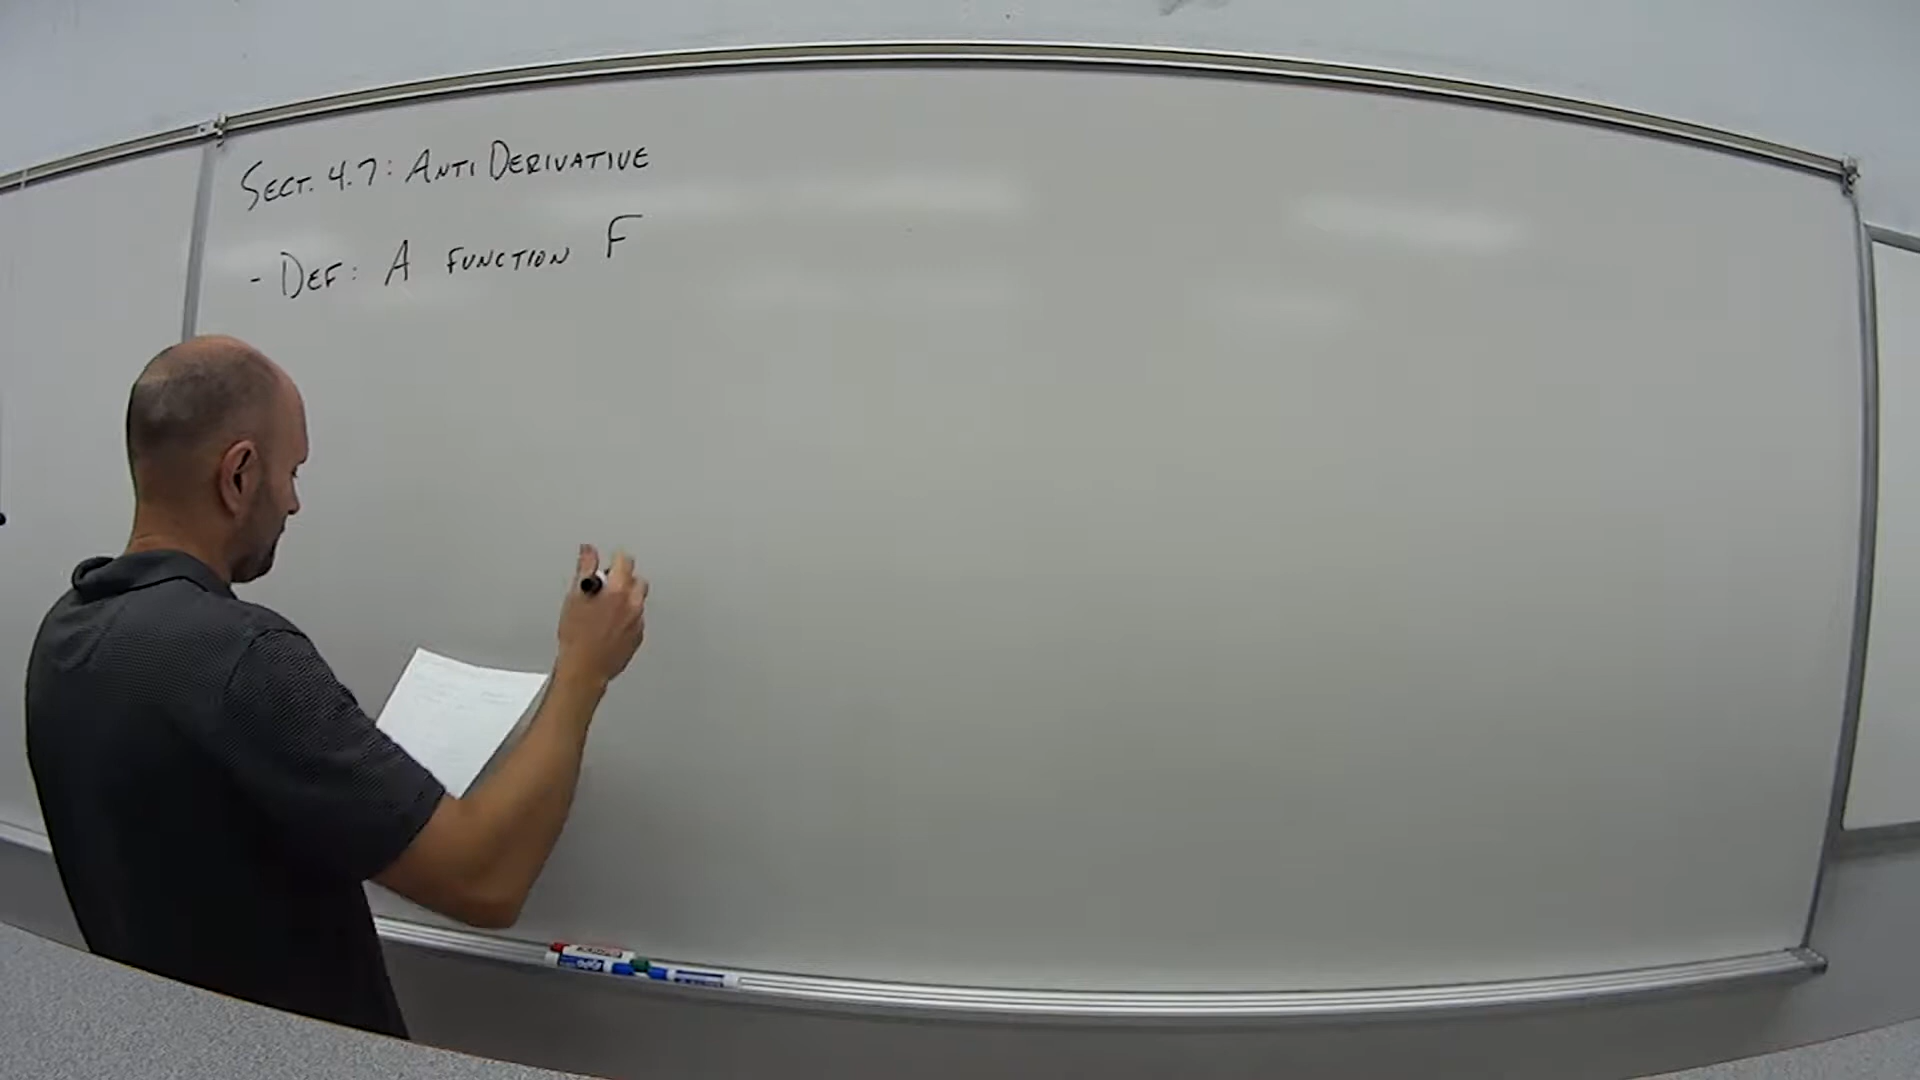 SECT. 4.7: ANTI DERIVATIVE
- DEF: A FUNCTION F